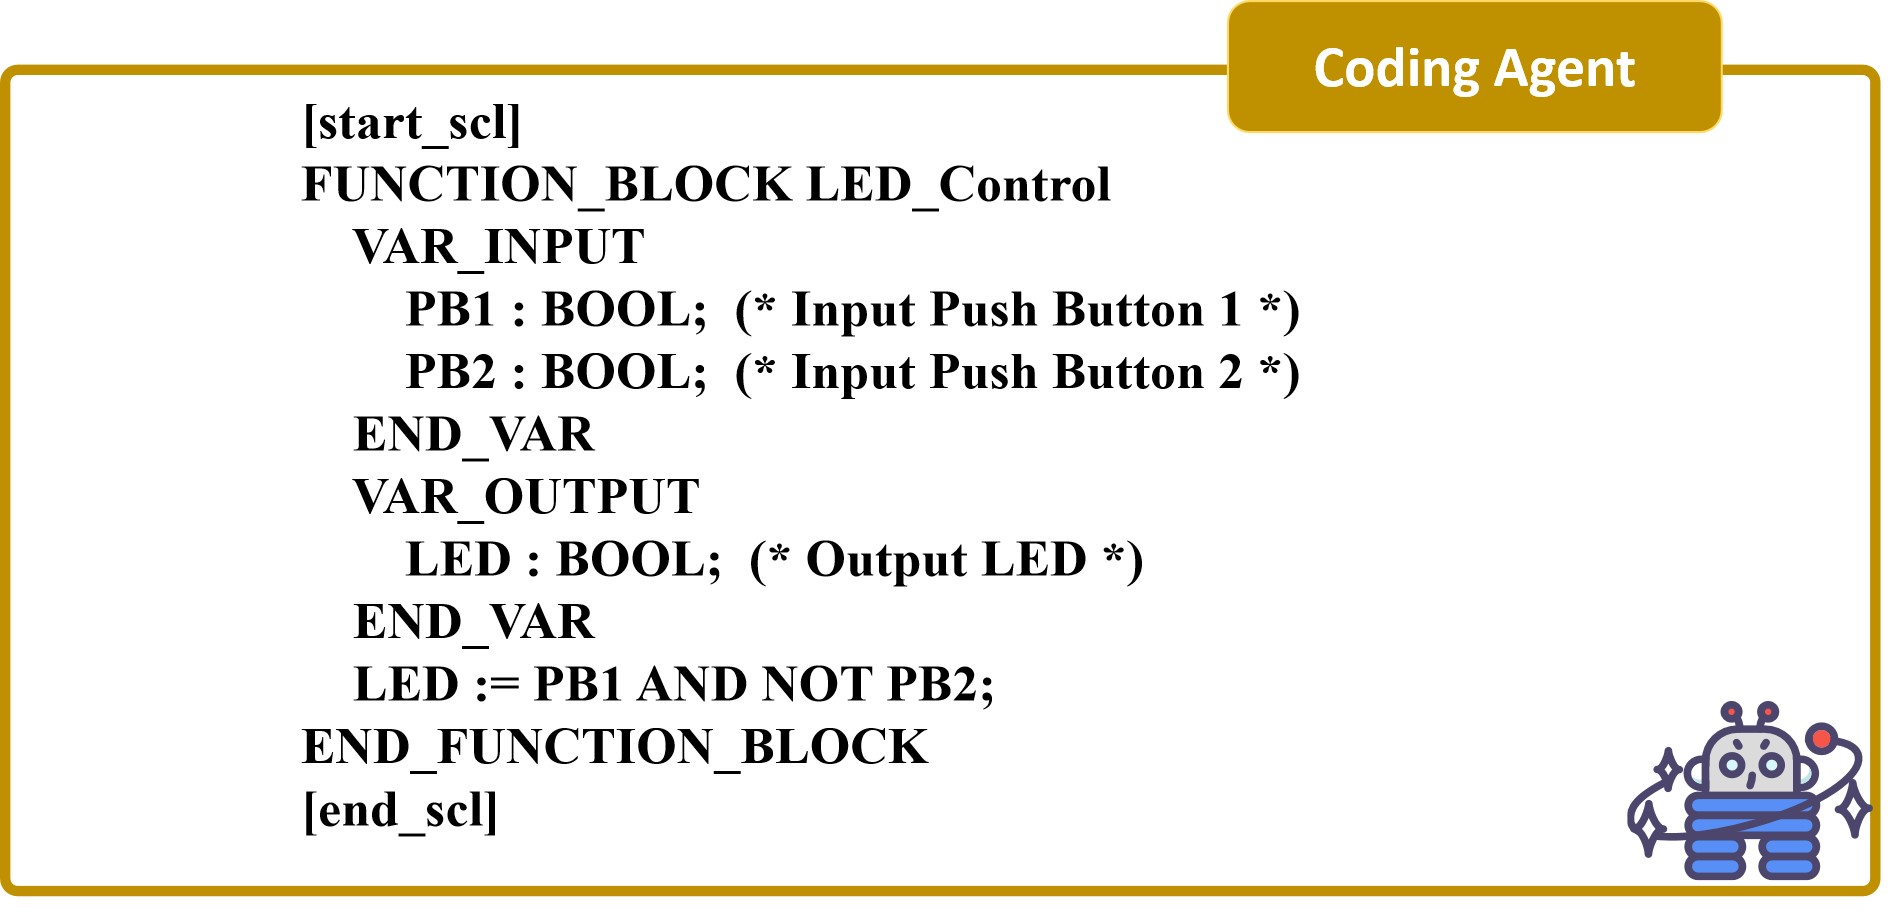 Coding Agent
[start_scl]
FUNCTION_BLOCK LED_Control
VAR_INPUT
PB1 : BOOL; (* Input Push Button 1 *)
PB2 : BOOL; (* Input Push Button 2 *)
END_VAR
VAR_OUTPUT
LED : BOOL; (* Output LED *)
END_VAR
LED := PB1 AND NOT PB2;
END_FUNCTION_BLOCK
[end_scl]